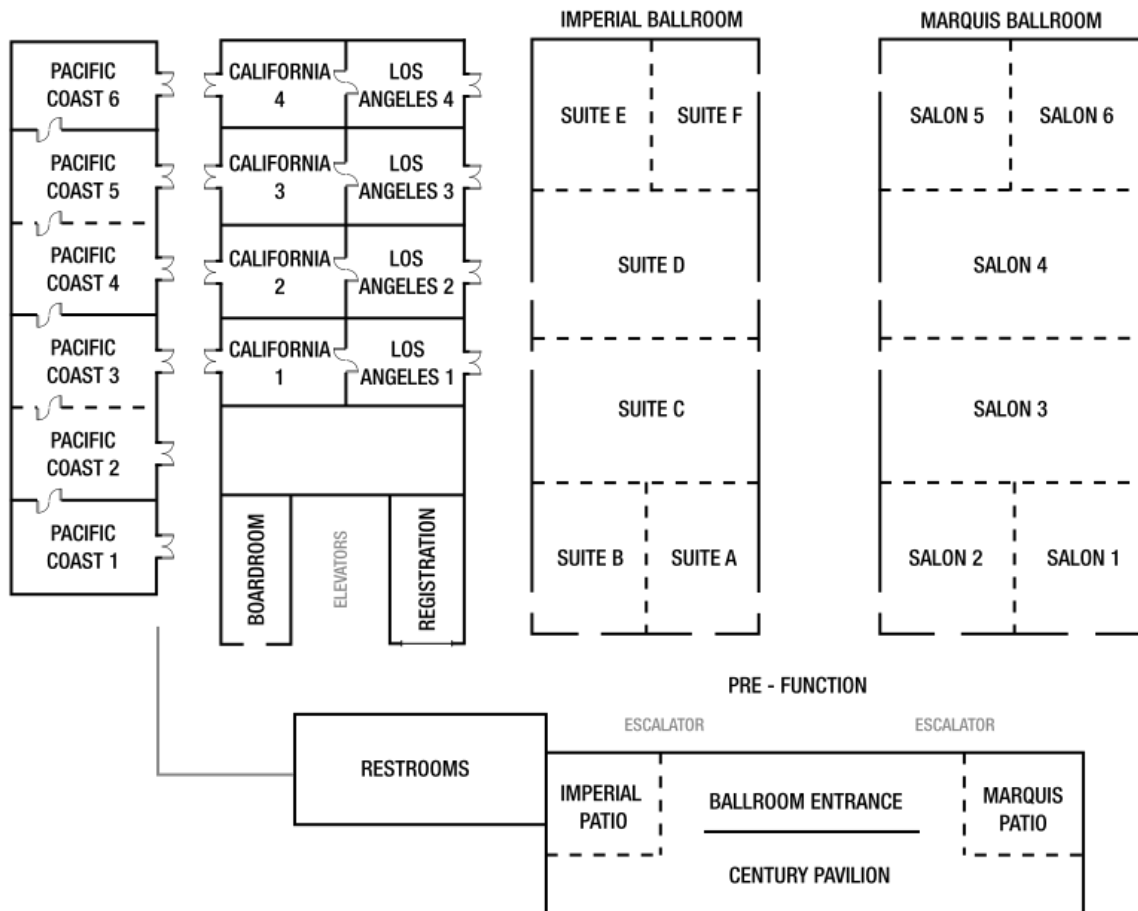 IMPERIAL BALLROOM
MARQUIS BALLROOM
PACIFIC
COAST 6
CALIFORNIA
4
LOS
ANGELES 4
SUITE E
SUITE F
SALON 5
SALON 6
PACIFIC
COAST 5
CALIFORNIA
3
LOS
ANGELES 3
PACIFIC
COAST 4
CALIFORNIA
2
LOS
ANGELES 2
SUITE D
SALON 4
PACIFIC
COAST 3
CALIFORNIA
1
LOS
ANGELES 1
SUITE C
SALON 3
PACIFIC
COAST 2
PACIFIC
COAST 1
BOARDROOM
ELEVATORS
REGISTRATION
SUITE B
SUITE A
SALON 2
SALON 1
PRE - FUNCTION
ESCALATOR
ESCALATOR
RESTROOMS
IMPERIAL
PATIO
BALLROOM ENTRANCE
MARQUIS
PATIO
CENTURY PAVILION